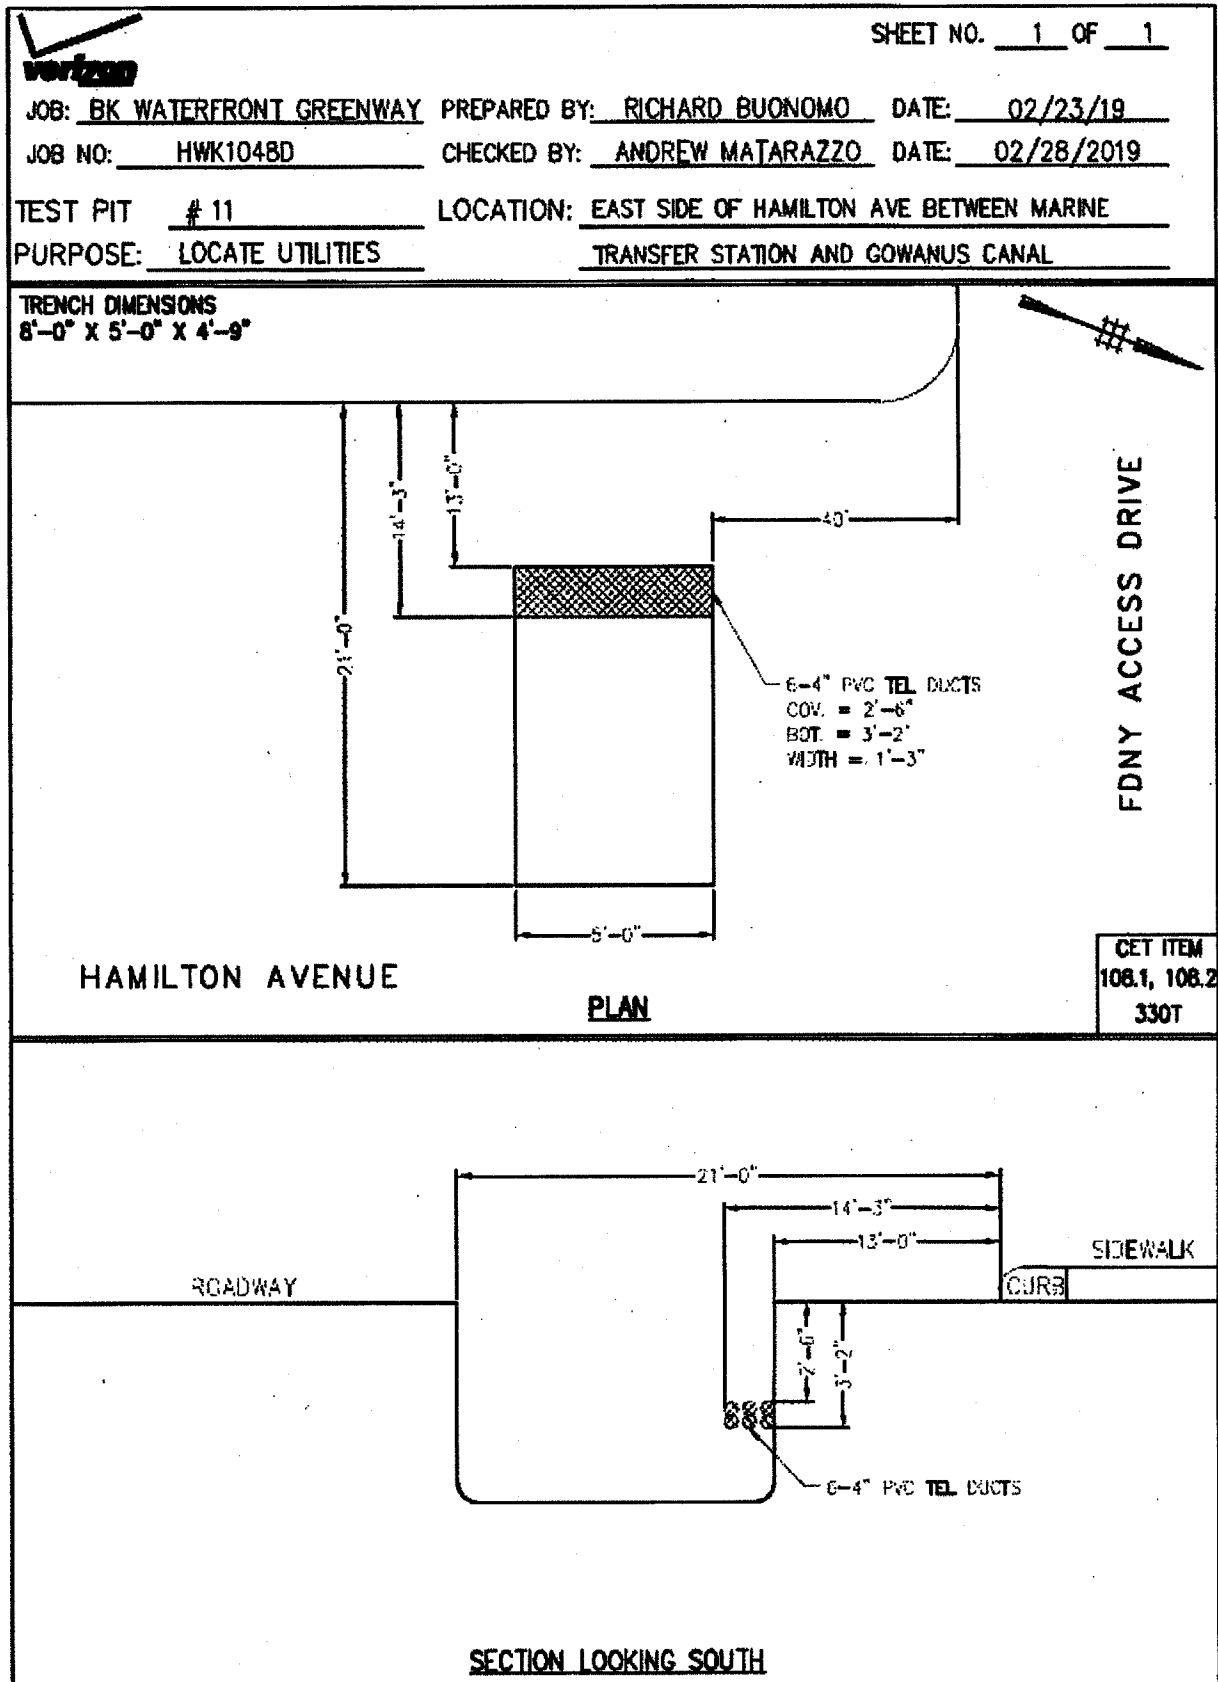 verizon
SHEET NO. 1 OF 1
JOB: BK WATERFRONT GREENWAY PREPARED BY: RICHARD BUONOMO DATE: 02/23/19
JOB NO: HWK1048D CHECKED BY: ANDREW MATARAZZO DATE: 02/28/2019
TEST PIT # 11 LOCATION: EAST SIDE OF HAMILTON AVE BETWEEN MARINE
PURPOSE: LOCATE UTILITIES TRANSFER STATION AND GOWANUS CANAL
TRENCH DIMENSIONS
8'-0" X 5'-0" X 4'-9"
13'-0"
14'-3"
21'-0"
40'
FDNY ACCESS DRIVE
6-4" PVC TEL DUCTS
COV. = 2'-6"
BOT. = 3'-2"
WIDTH = 1'-3"
5'-0"
HAMILTON AVENUE
PLAN
CET ITEM
108.1, 108.2
330T
21'-0"
14'-3"
13'-0"
SIDEWALK
ROADWAY
CURB
2'-6"
3'-2"
6-4" PVC TEL DUCTS
SECTION LOOKING SOUTH